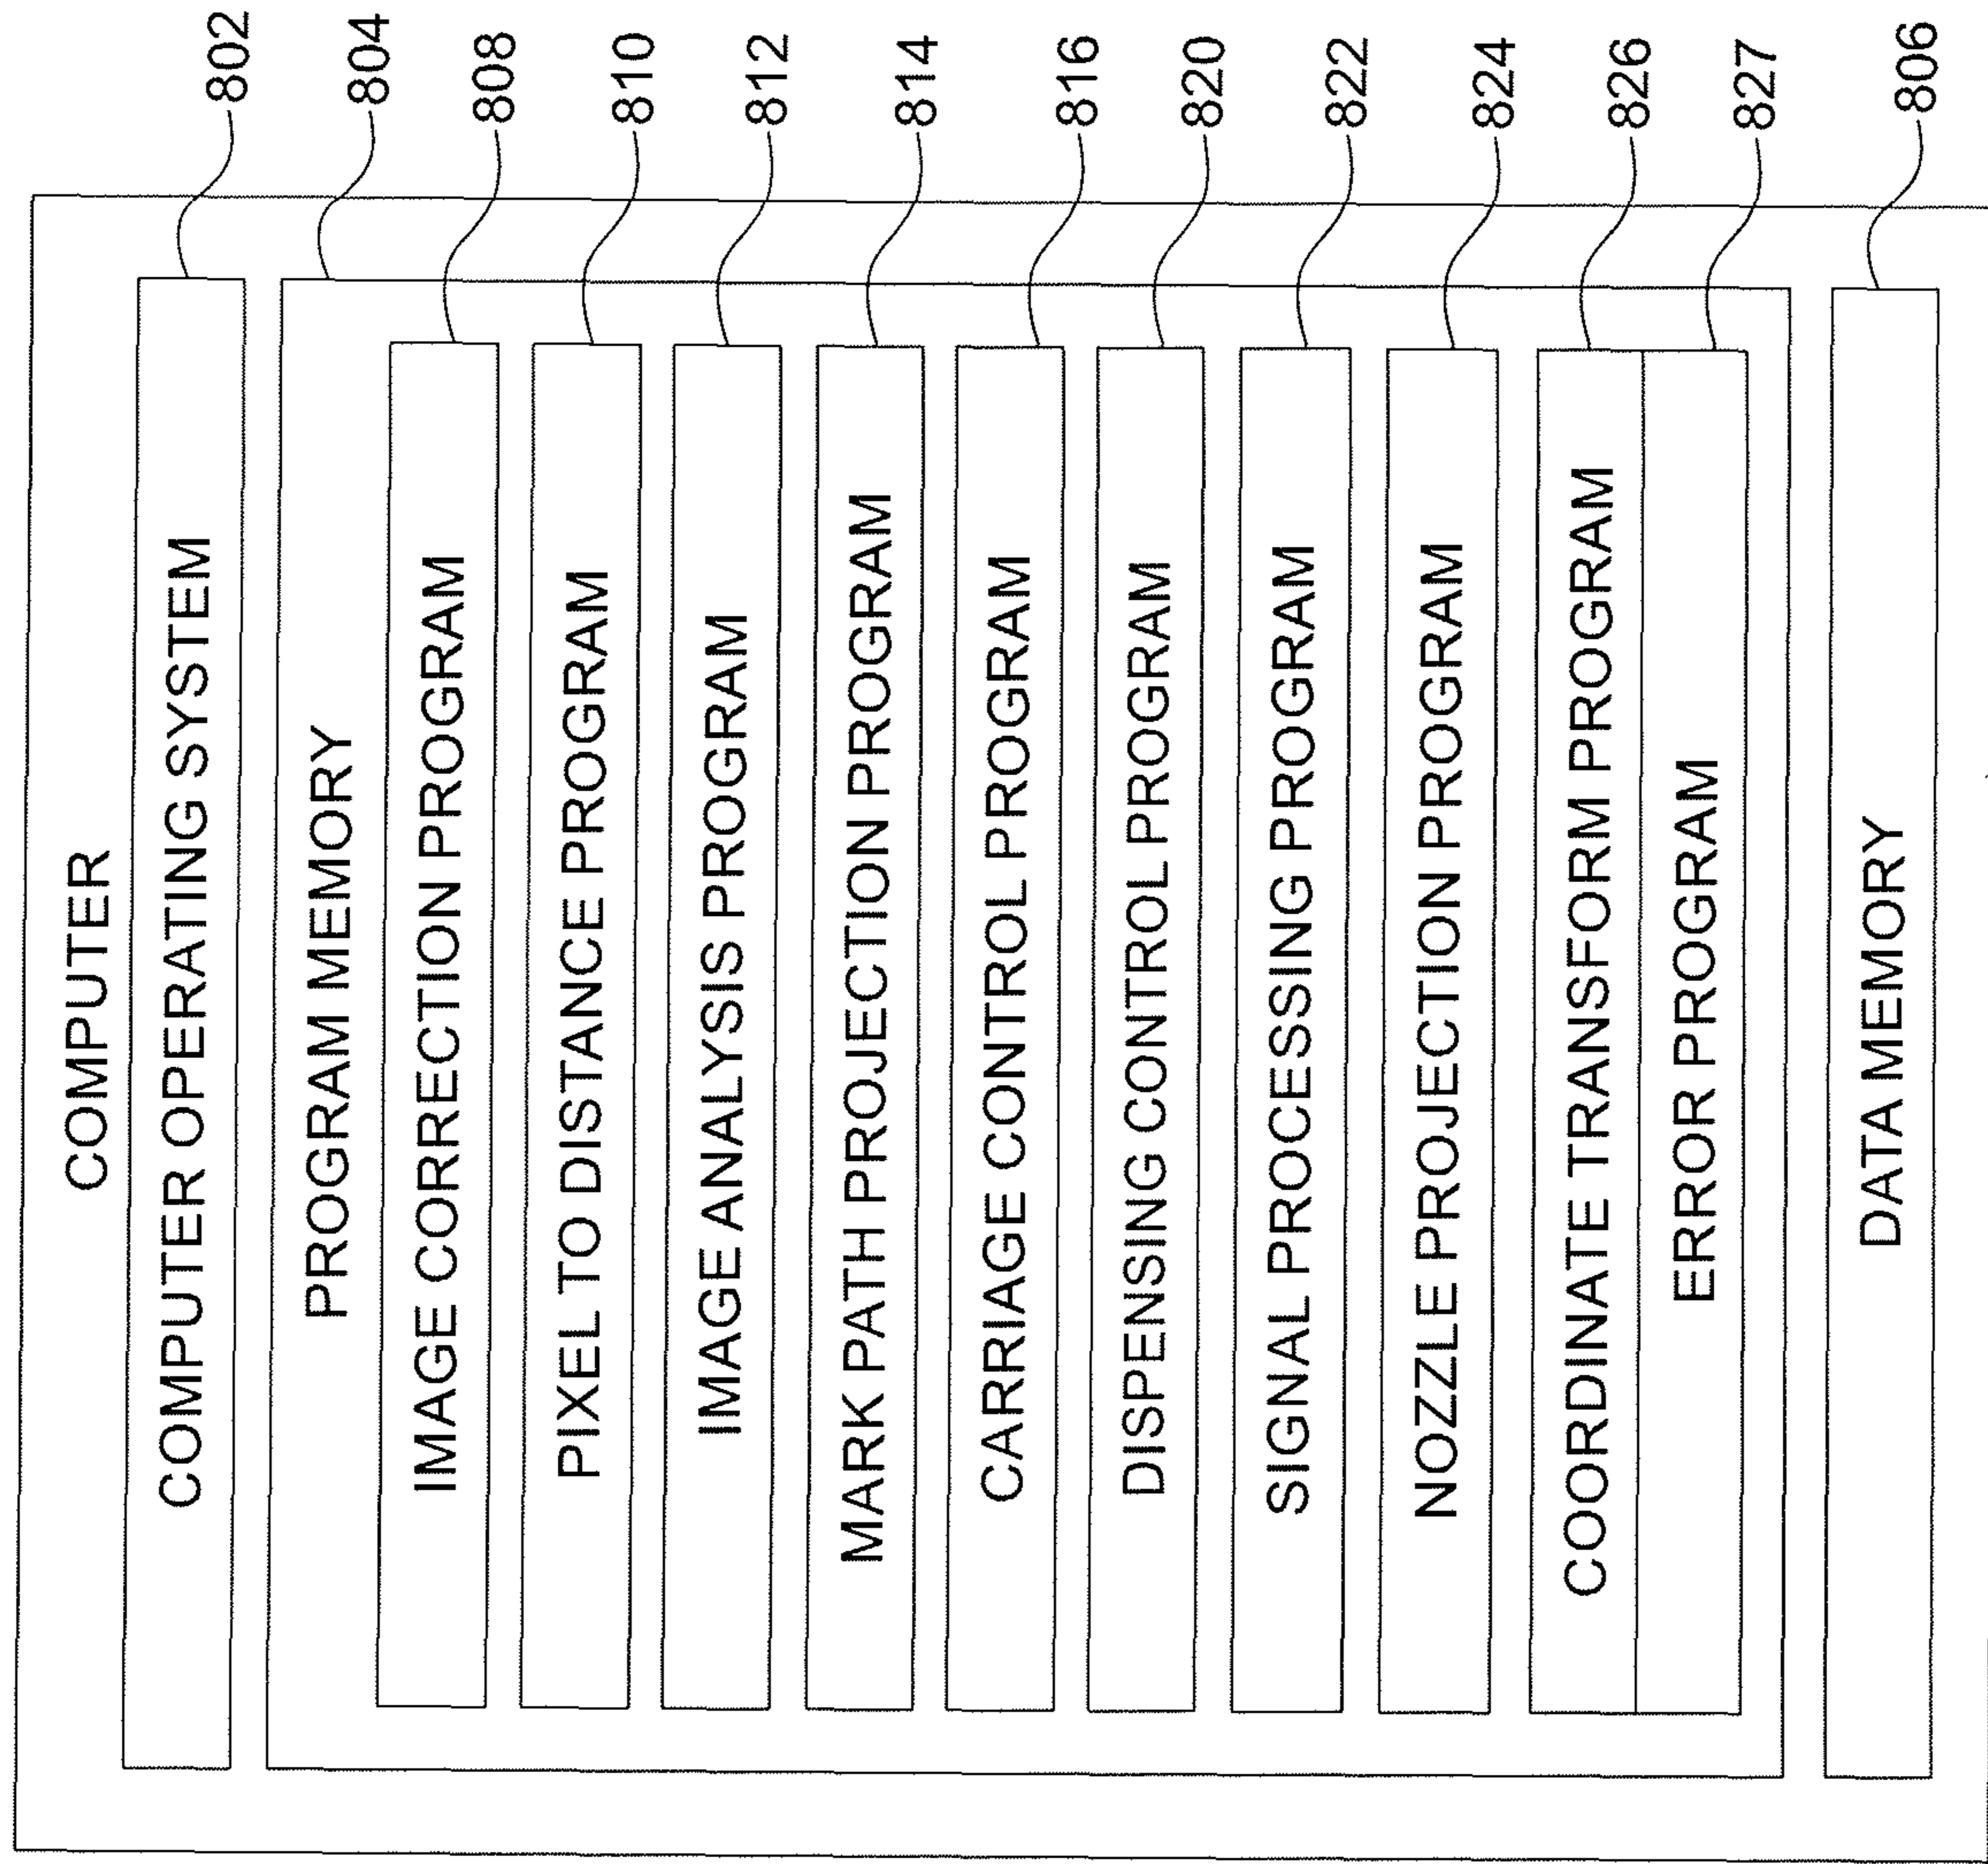 COMPUTER
COMPUTER OPERATING SYSTEM
802
PROGRAM MEMORY
804
IMAGE CORRECTION PROGRAM
808
PIXEL TO DISTANCE PROGRAM
810
IMAGE ANALYSIS PROGRAM
812
MARK PATH PROJECTION PROGRAM
814
CARRIAGE CONTROL PROGRAM
816
DISPENSING CONTROL PROGRAM
820
SIGNAL PROCESSING PROGRAM
822
NOZZLE PROJECTION PROGRAM
824
COORDINATE TRANSFORM PROGRAM
826
ERROR PROGRAM
827
DATA MEMORY
806